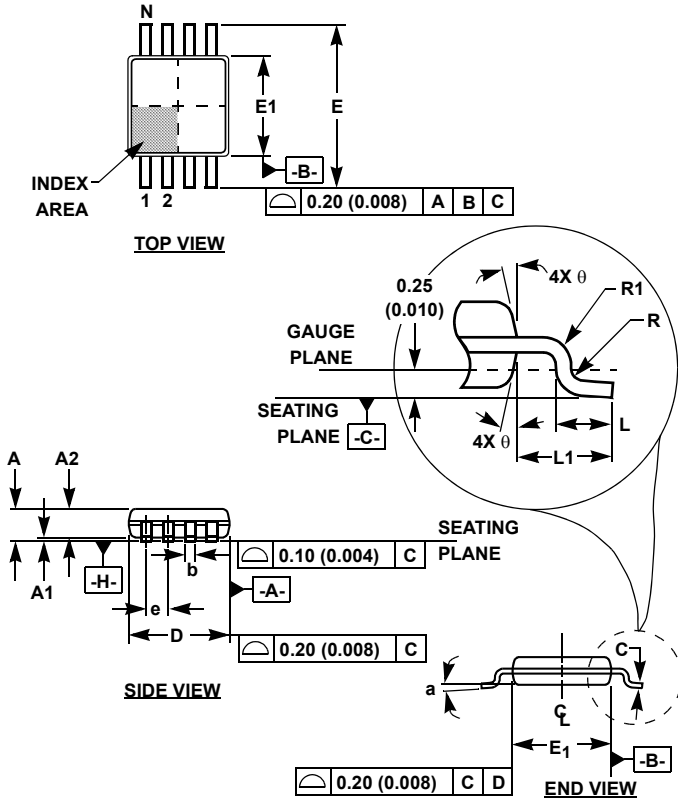 N
E1
E
-B-
INDEX
AREA
1 2
0.20 (0.008) A B C
TOP VIEW
0.25
(0.010)
4X θ
R1
R
GAUGE
PLANE
SEATING
PLANE
-C-
4X θ
L
L1
A A2
SEATING
PLANE
0.10 (0.004) C
A1
-H-
b
-A-
e
D
0.20 (0.008) C
SIDE VIEW
C
a
CL
E1
-B-
0.20 (0.008) C D
END VIEW